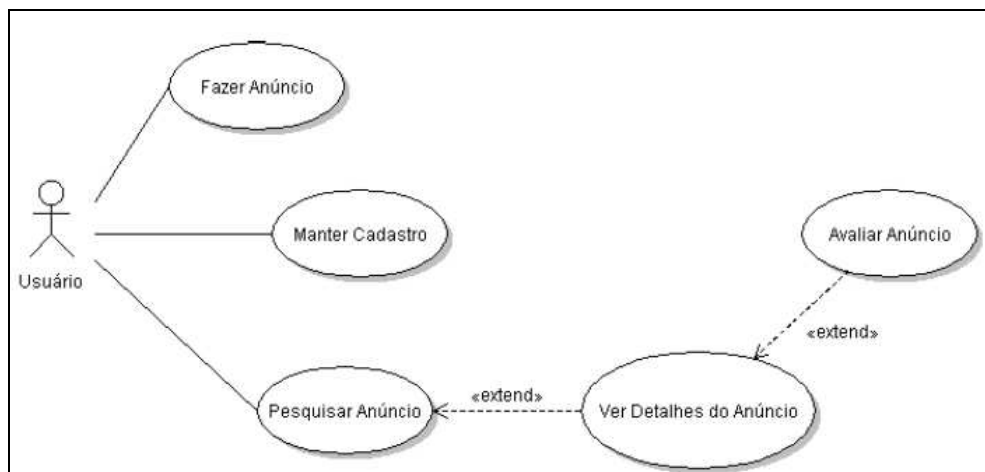 Fazer Anúncio
Manter Cadastro
Avaliar Anúncio
Usuário
«extend»
Pesquisar Anúncio
«extend»
Ver Detalhes do Anúncio